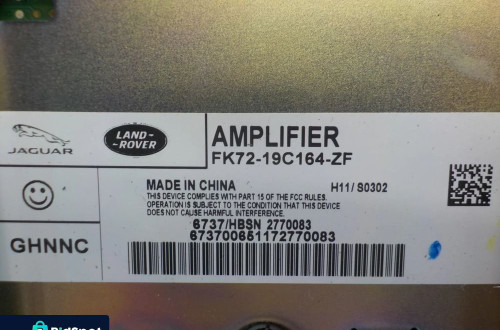 JAGUAR
LAND-
ROVER
AMPLIFIER
FK72-19C164-ZF
MADE IN CHINA
H11/ S0302
THIS DEVICE COMPLIES WITH PART 15 OF THE FCC RULES.
OPERATION IS SUBJECT TO THE CONDITION THAT THIS DEVICE
DOES NOT CAUSE HARMFUL INTERFERENCE.
6737/HBSN 2770083
673700651172770083
GHNNC
BidSpot